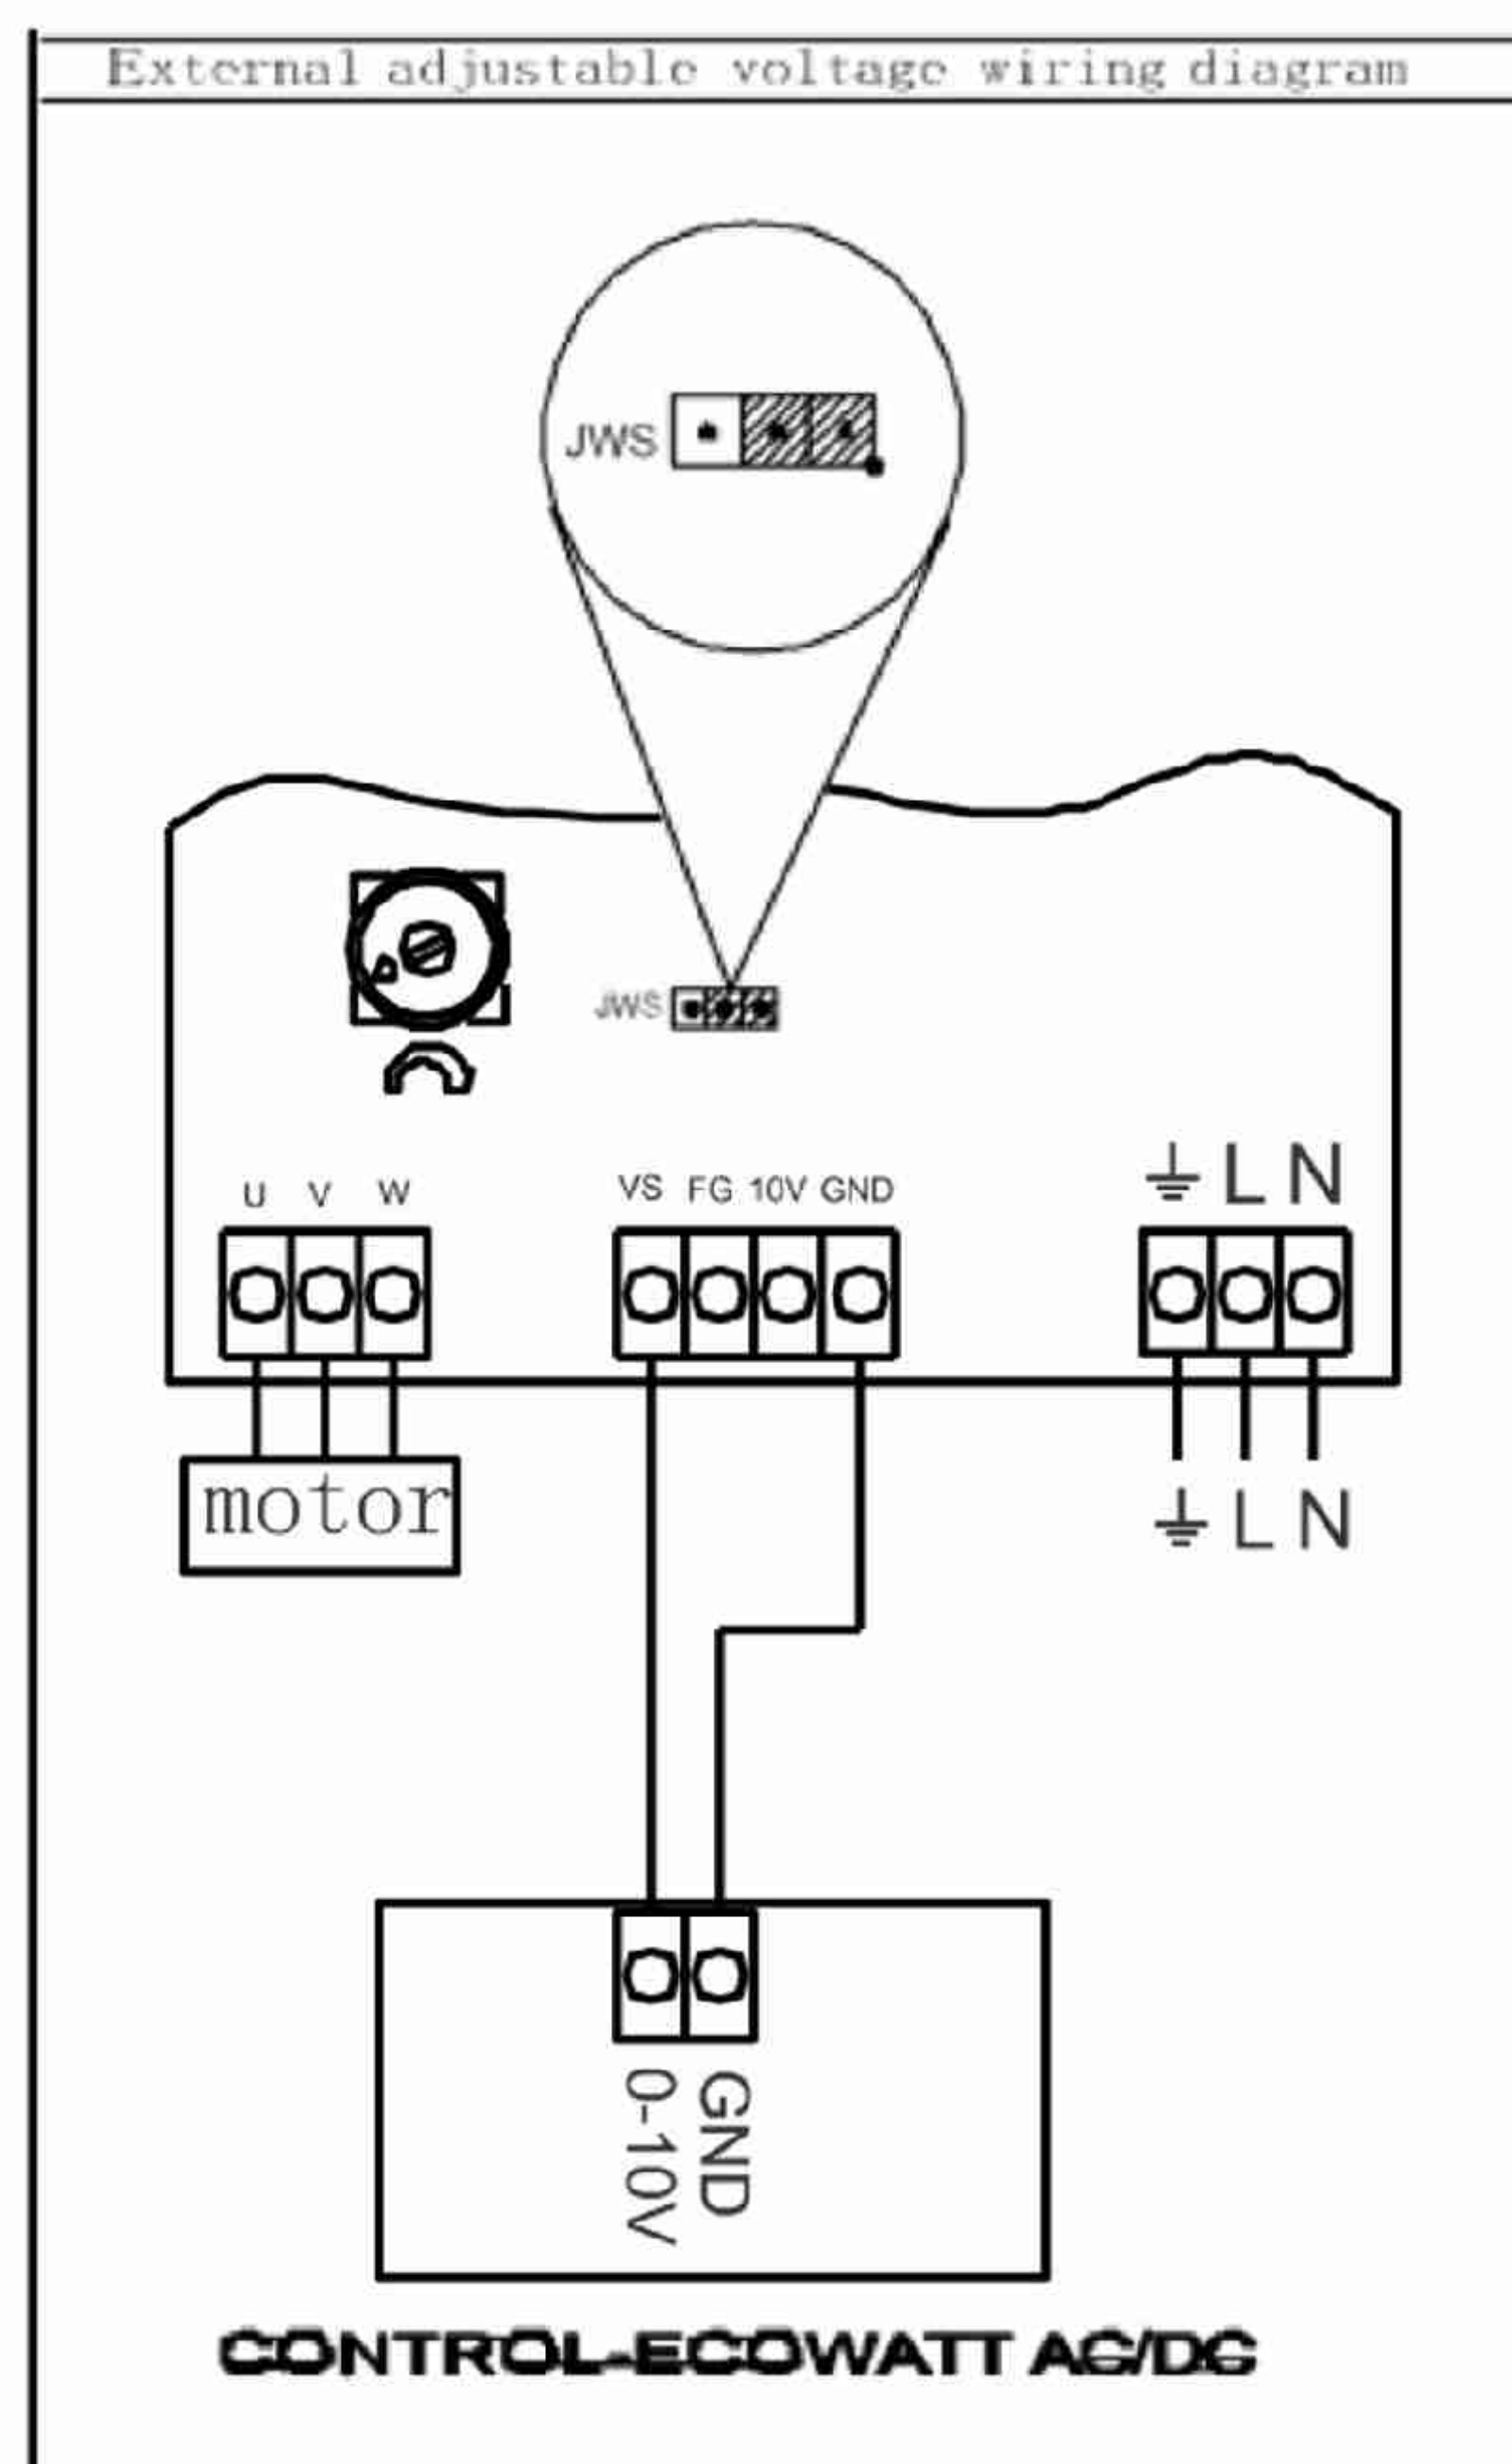 External adjustable voltage wiring diagram
JWS
JWS
U V W
VS FG 10V GND
⏚ L N
motor
⏚ L N
0-10V
GND
CONTROL-ECOWATT AC/DC